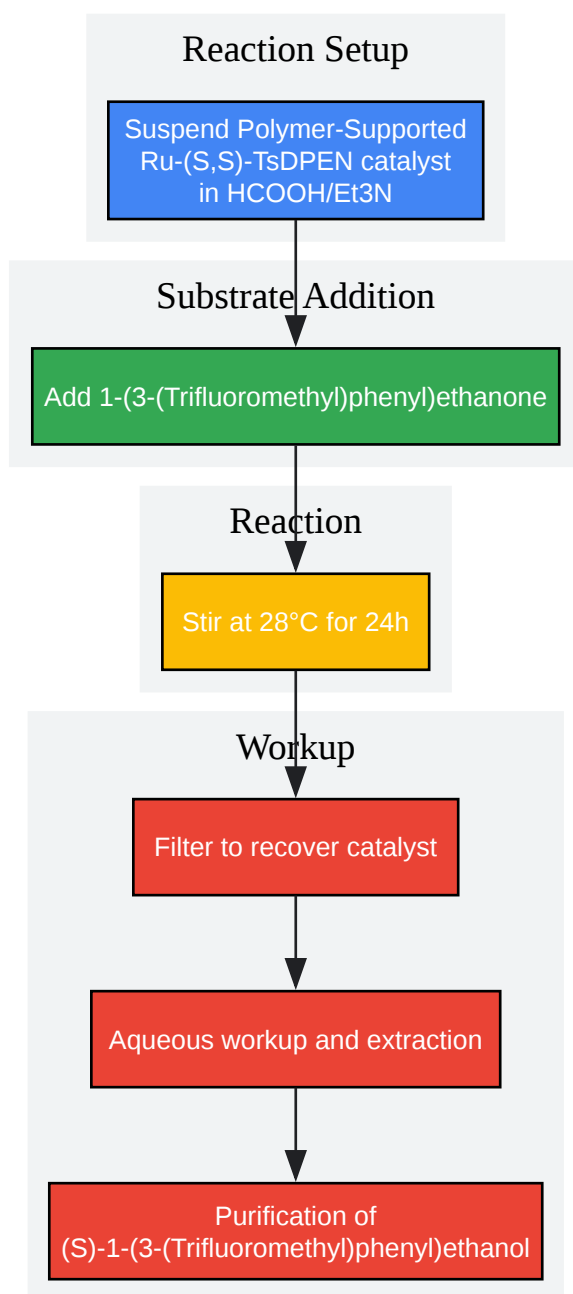 Reaction Setup
Suspend Polymer-Supported
Ru-(S,S)-TsDPEN catalyst
in HCOOH/Et3N
Substrate Addition
Add 1-(3-(Trifluoromethyl)phenyl)ethanone
Reaction
Stir at 28°C for 24h
Workup
Filter to recover catalyst
Aqueous workup and extraction
Purification of
(S)-1-(3-(Trifluoromethyl)phenyl)ethanol